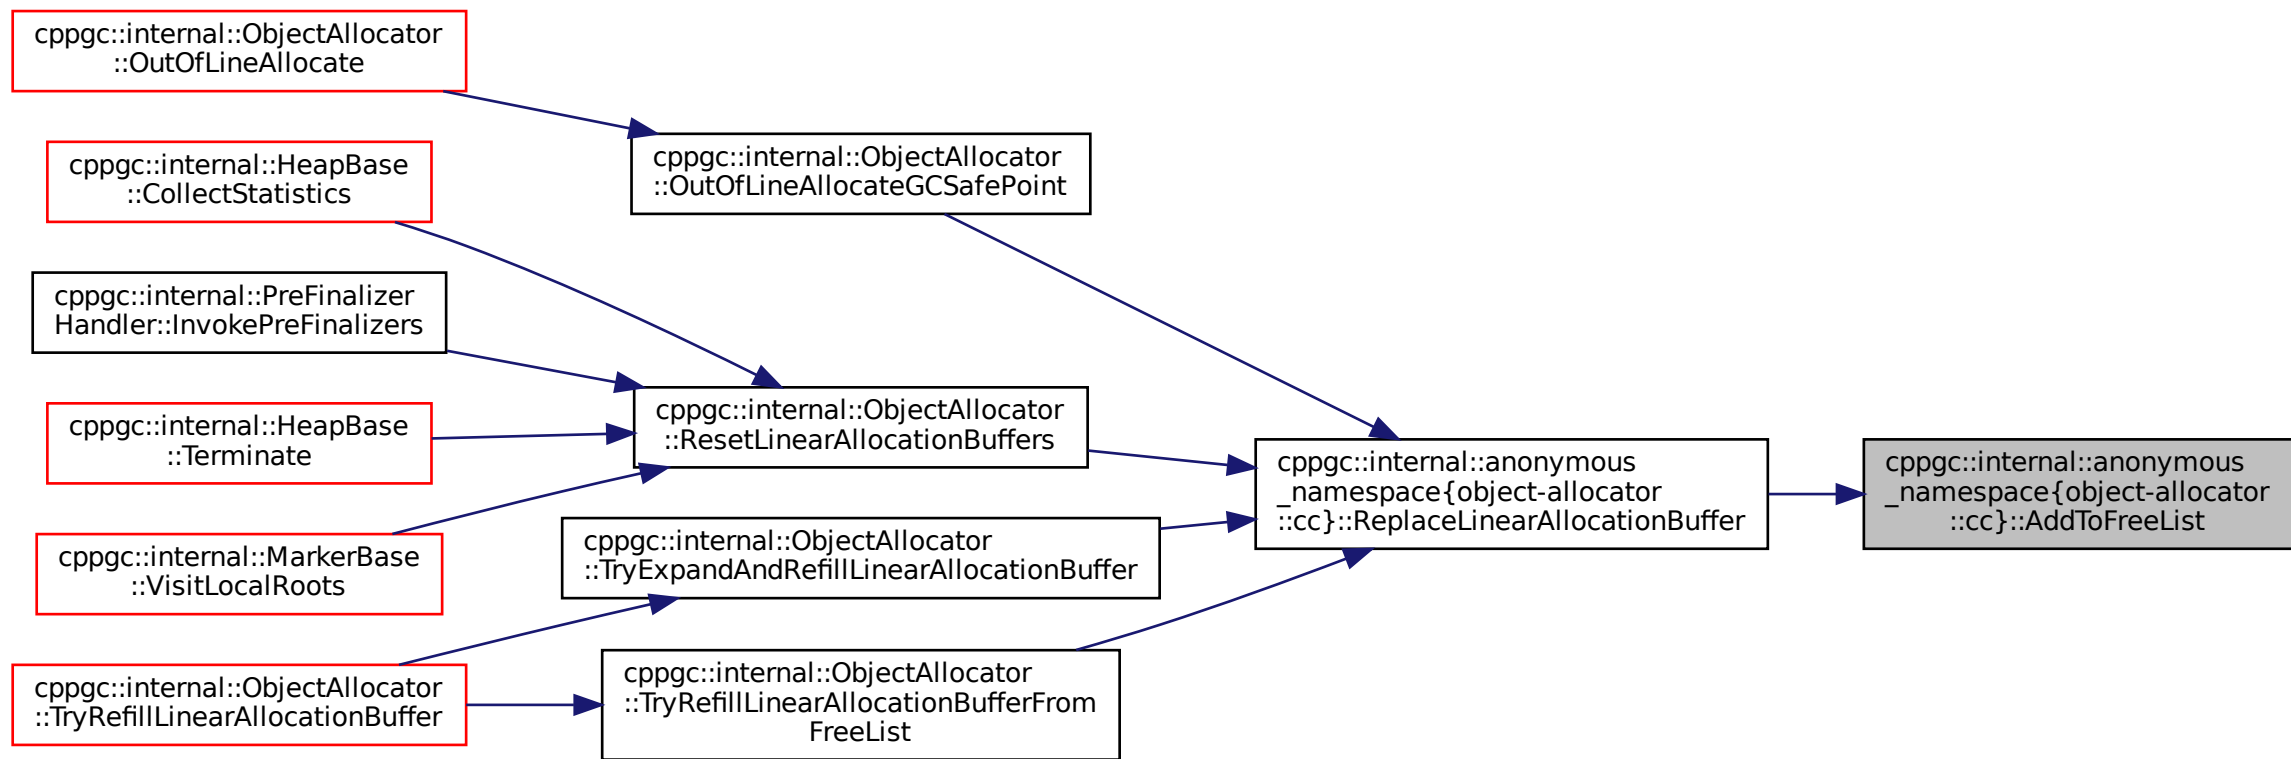 cppgc::internal::ObjectAllocator
::OutOfLineAllocate
cppgc::internal::HeapBase
::CollectStatistics
cppgc::internal::PreFinalizer
Handler::InvokePreFinalizers
cppgc::internal::HeapBase
::Terminate
cppgc::internal::MarkerBase
::VisitLocalRoots
cppgc::internal::ObjectAllocator
::TryRefillLinearAllocationBuffer
cppgc::internal::ObjectAllocator
::OutOfLineAllocateGCSafePoint
cppgc::internal::ObjectAllocator
::ResetLinearAllocationBuffers
cppgc::internal::ObjectAllocator
::TryExpandAndRefillLinearAllocationBuffer
cppgc::internal::ObjectAllocator
::TryRefillLinearAllocationBufferFrom
FreeList
cppgc::internal::anonymous
_namespace{object-allocator
::cc}::ReplaceLinearAllocationBuffer
cppgc::internal::anonymous
_namespace{object-allocator
::cc}::AddToFreeList